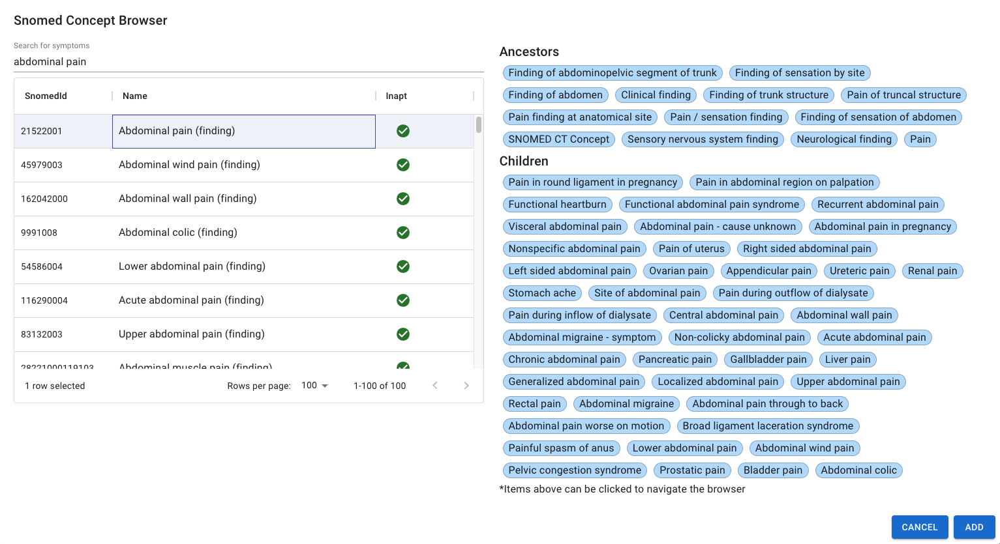 Snomed Concept Browser
Search for symptoms
abdominal pain
SnomedId Name Inapt
21522001 Abdominal pain (finding)
45979003 Abdominal wind pain (finding)
162042000 Abdominal wall pain (finding)
9991008 Abdominal colic (finding)
54586004 Lower abdominal pain (finding)
116290004 Acute abdominal pain (finding)
83132003 Upper abdominal pain (finding)
28221000119103 Abdominal muscle pain (finding)
1 row selected Rows per page: 100 1-100 of 100
Ancestors
Finding of abdominopelvic segment of trunk Finding of sensation by site
Finding of abdomen Clinical finding Finding of trunk structure Pain of truncal structure
Pain finding at anatomical site Pain / sensation finding Finding of sensation of abdomen
SNOMED CT Concept Sensory nervous system finding Neurological finding Pain
Children
Pain in round ligament in pregnancy Pain in abdominal region on palpation
Functional heartburn Functional abdominal pain syndrome Recurrent abdominal pain
Visceral abdominal pain Abdominal pain - cause unknown Abdominal pain in pregnancy
Nonspecific abdominal pain Pain of uterus Right sided abdominal pain
Left sided abdominal pain Ovarian pain Appendicular pain Ureteric pain Renal pain
Stomach ache Site of abdominal pain Pain during outflow of dialysate
Pain during inflow of dialysate Central abdominal pain Abdominal wall pain
Abdominal migraine - symptom Non-colicky abdominal pain Acute abdominal pain
Chronic abdominal pain Pancreatic pain Gallbladder pain Liver pain
Generalized abdominal pain Localized abdominal pain Upper abdominal pain
Rectal pain Abdominal migraine Abdominal pain through to back
Abdominal pain worse on motion Broad ligament laceration syndrome
Painful spasm of anus Lower abdominal pain Abdominal wind pain
Pelvic congestion syndrome Prostatic pain Bladder pain Abdominal colic
*Items above can be clicked to navigate the browser
CANCEL ADD